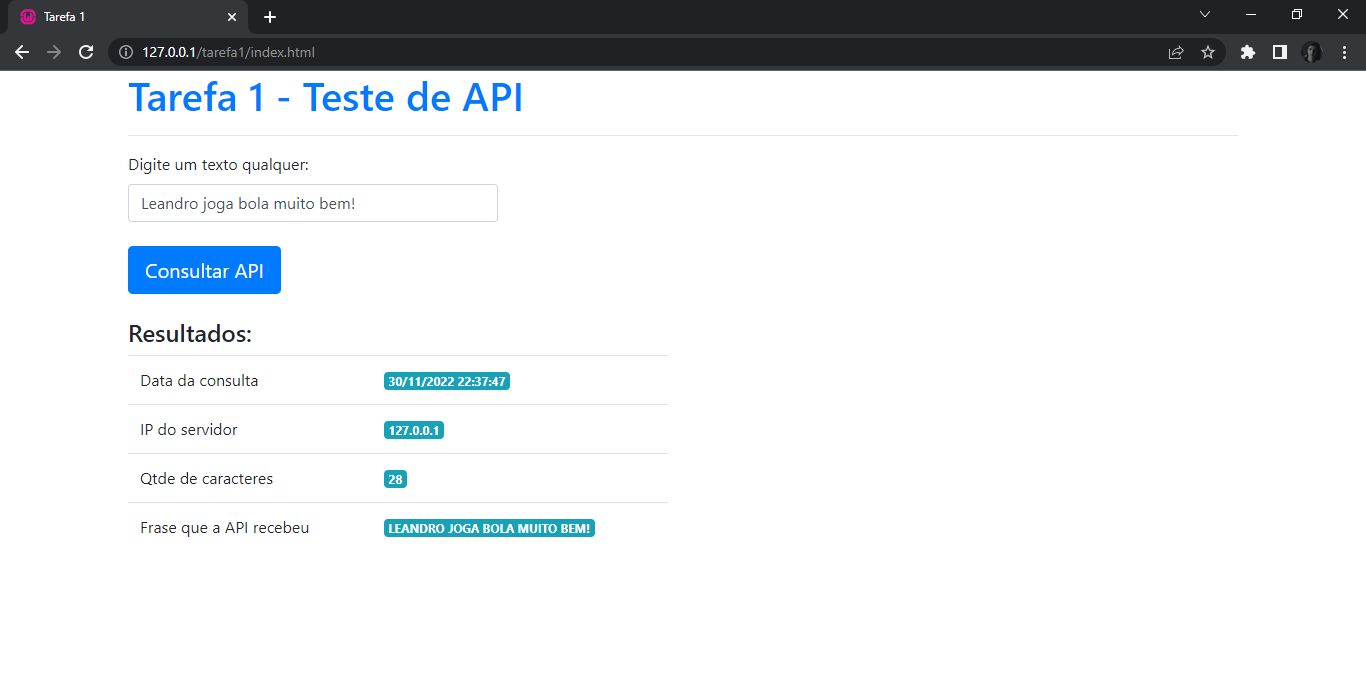 Tarefa 1
127.0.0.1/tarefa1/index.html
Tarefa 1 - Teste de API
Digite um texto qualquer:
Leandro joga bola muito bem!
Consultar API
Resultados:
Data da consulta 30/11/2022 22:37:47
IP do servidor 127.0.0.1
Qtde de caracteres 28
Frase que a API recebeu LEANDRO JOGA BOLA MUITO BEM!